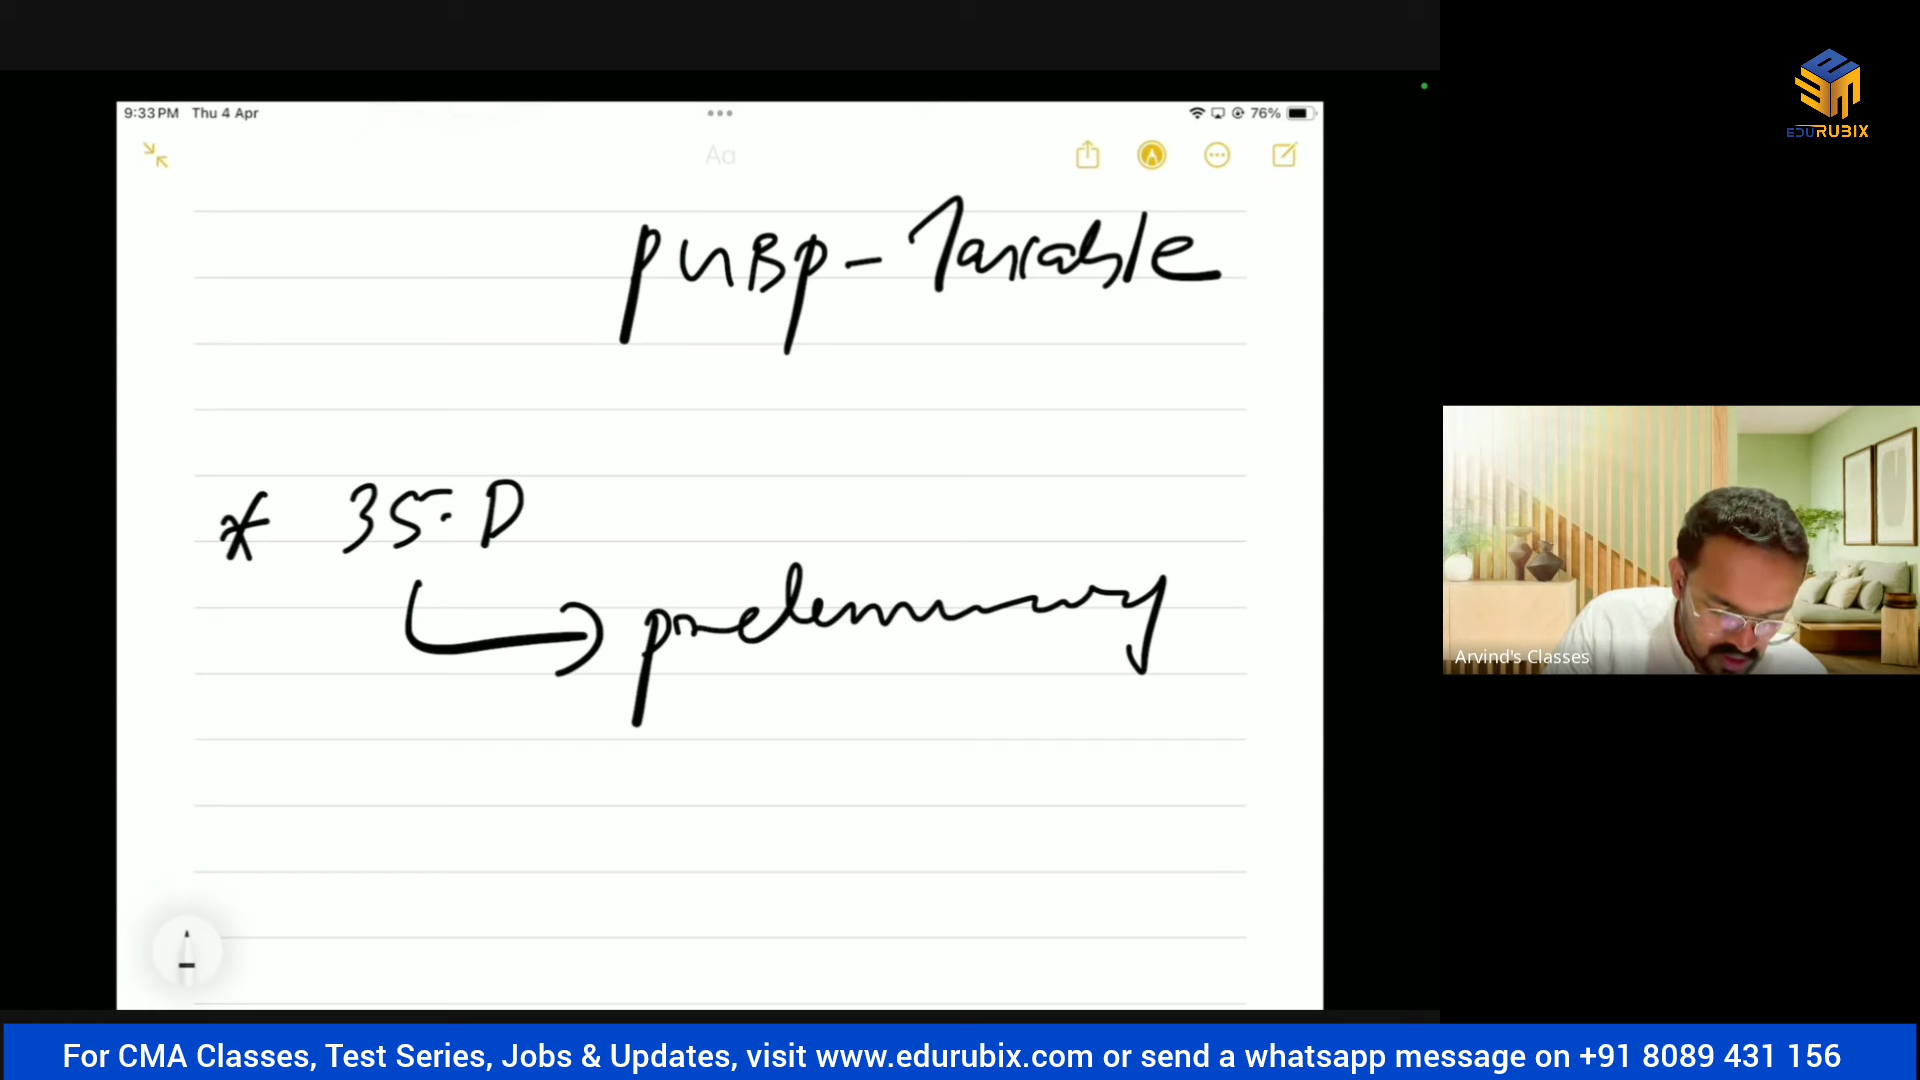 9:33 PM Thu 4 Apr
76%
Aa
PUBP - Taxable
* 35-D
EDURUBIX
Arvind's Classes
For CMA Classes, Test Series, Jobs & Updates, visit www.edurubix.com or send a whatsapp message on +91 8089 431 156